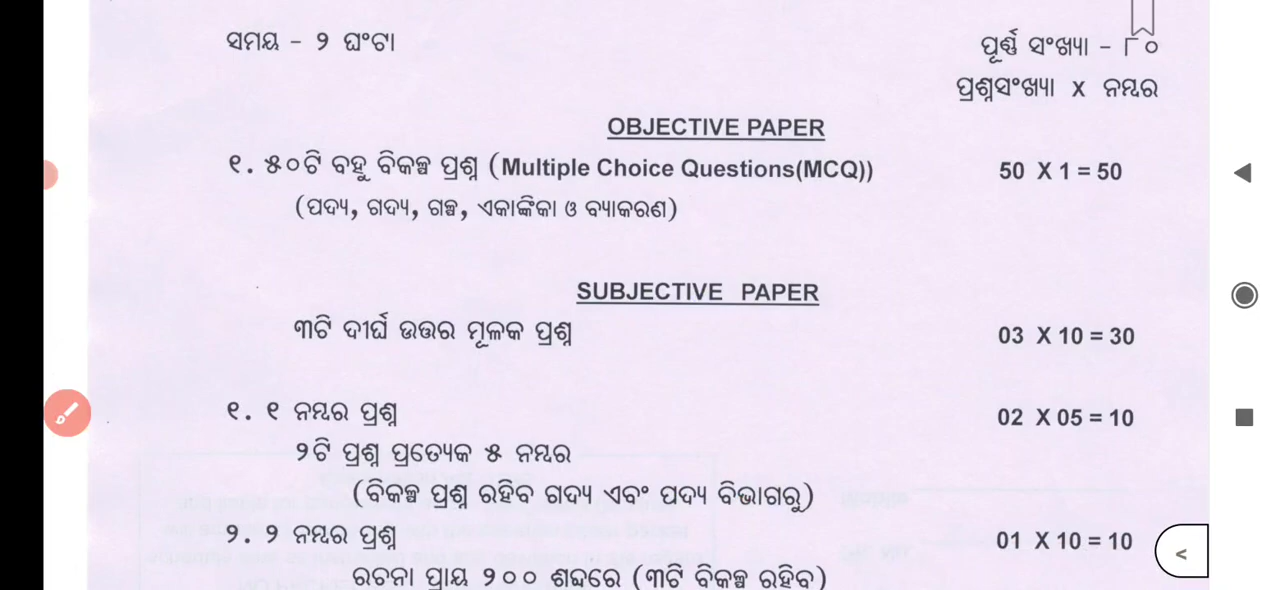 ସମୟ - ୨ ଘଂଟା
ପୂର୍ଣ୍ଣ ସଂଖ୍ୟା - ୮୦
ପ୍ରଶ୍ନସଂଖ୍ୟା X ନମ୍ବର
OBJECTIVE PAPER
୧. ୫୦ଟି ବହୁ ବିକଳ୍ପ ପ୍ରଶ୍ନ (Multiple Choice Questions(MCQ)) 50 X 1 = 50
(ପଦ୍ୟ, ଗଦ୍ୟ, ଗଳ୍ପ, ଏକାଙ୍କିକା ଓ ବ୍ୟାକରଣ)
SUBJECTIVE PAPER
୩ଟି ଦୀର୍ଘ ଉତ୍ତର ମୂଳକ ପ୍ରଶ୍ନ 03 X 10 = 30
୧. ୧ ନମ୍ବର ପ୍ରଶ୍ନ 02 X 05 = 10
୨ଟି ପ୍ରଶ୍ନ ପ୍ରତ୍ୟେକ ୫ ନମ୍ବର
(ବିକଳ୍ପ ପ୍ରଶ୍ନ ରହିବ ଗଦ୍ୟ ଏବଂ ପଦ୍ୟ ବିଭାଗରୁ)
୨. ୨ ନମ୍ବର ପ୍ରଶ୍ନ 01 X 10 = 10
ରଚନା ପ୍ରାୟ ୨୦୦ ଶବ୍ଦରେ (୩ଟି ବିକଳ୍ପ ରହିବ)